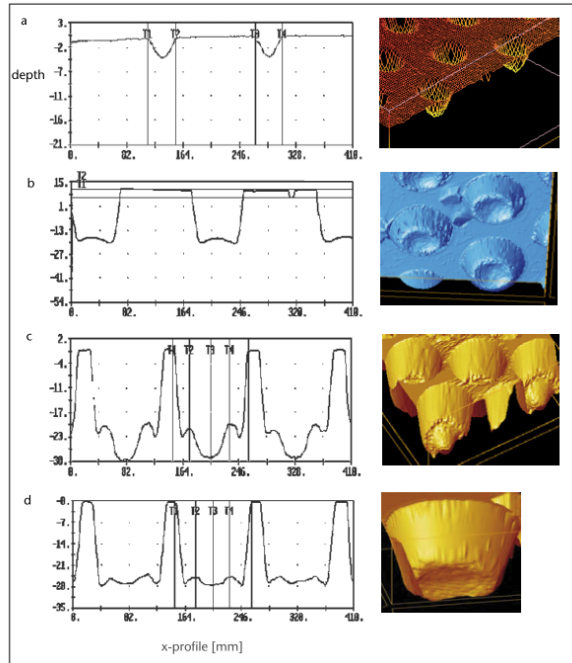 a
3.
T1 T2 T3 T4
-2.
depth
-7.
-11.
-16.
-21.
0. 82. 164. 246. 328. 410.
b
T2
15.
T1
1.
-13.
-27.
-41.
-54.
0. 82. 164. 246. 328. 410.
c
2.
T1 T2 T3 T4
-4.
-11.
-17.
-23.
-30.
0. 82. 164. 246. 328. 410.
d
-0.
T1 T2 T3 T4
-7.
-14.
-21.
-28.
-35.
0. 82. 164. 246. 328. 410.
x-profile [mm]